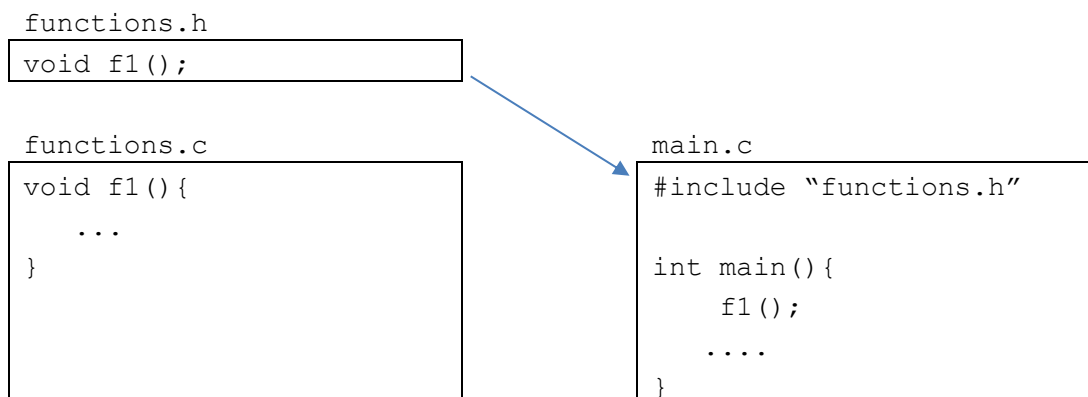 functions.h
void f1();
functions.c
void f1(){
...
}
main.c
#include “functions.h”
int main(){
f1();
....
}